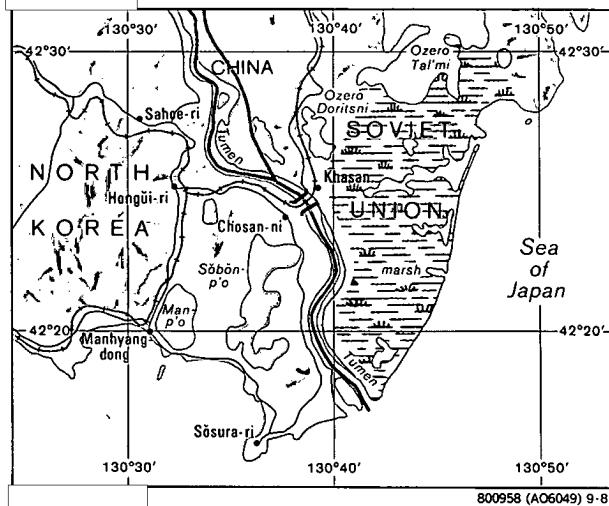 130°30' 130°40' 130°50'
42°30'
42°30'
CHINA
Ozero
Tal'mi
Ozero
Doritsni
Sahoe-ri
Tumen
SOVIET
NORTH
Khasan
Hongŭi-ri
UNION
KOREA
Chosan-ni
Sŏbŏn-
p'o
marsh
Sea
of
Japan
Man-
p'o
42°20'
42°20'
Manhyang-
dong
Tumen
Sŏsura-ri
130°30' 130°40' 130°50'
800958 (AO6049) 9-8